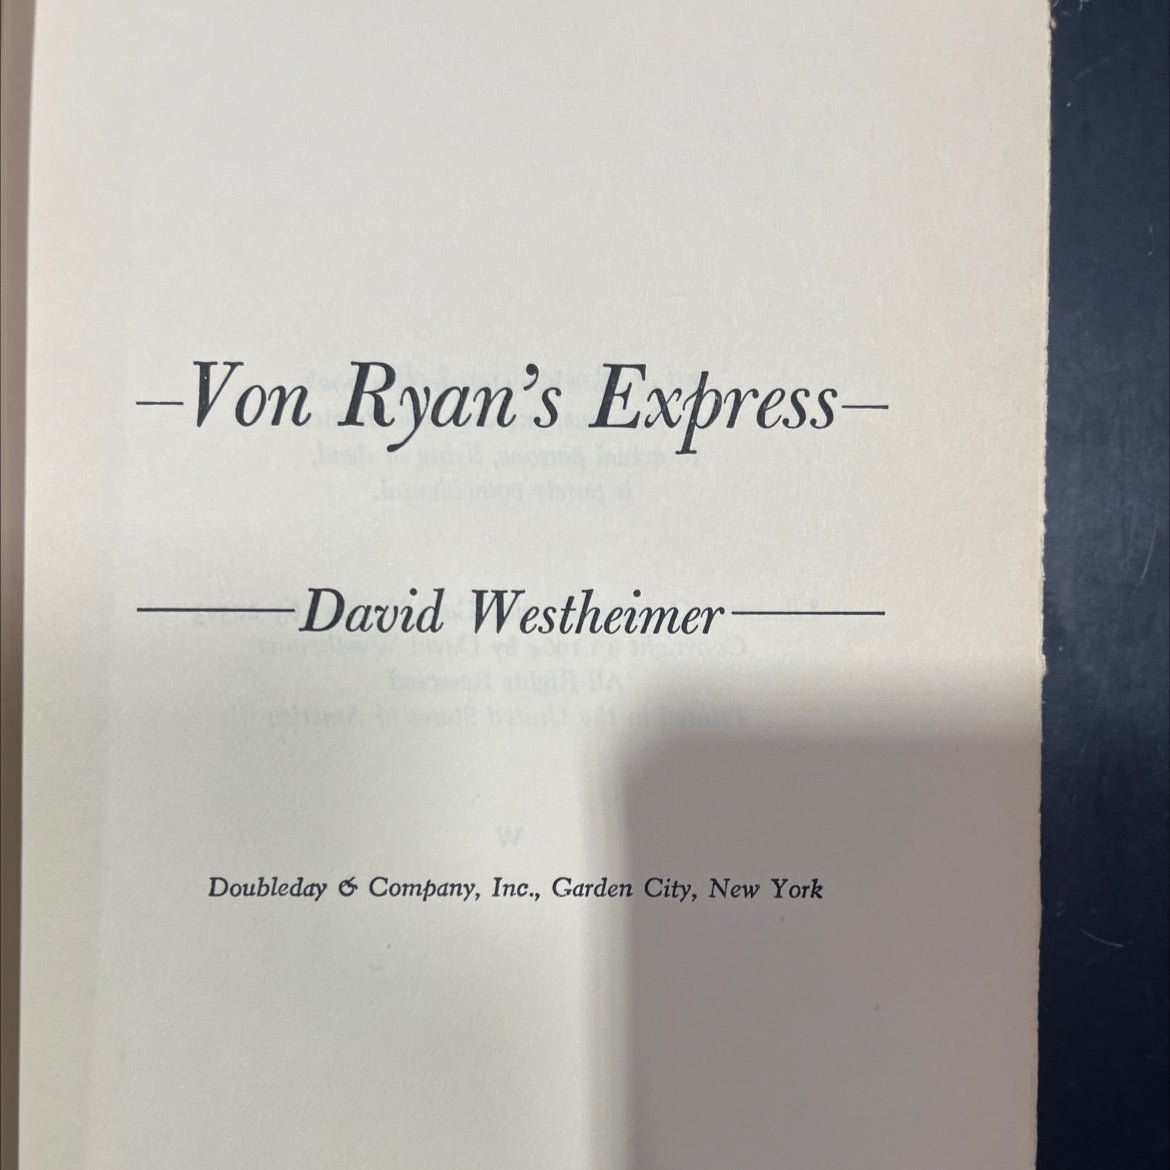 —Von Ryan's Express—
—David Westheimer—
Doubleday & Company, Inc., Garden City, New York